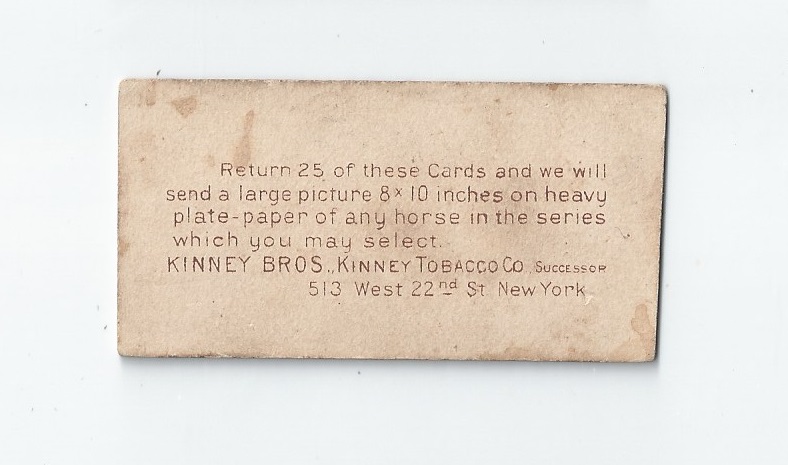 Return 25 of these Cards and we will
send a large picture 8 x 10 inches on heavy
plate-paper of any horse in the series
which you may select.
KINNEY BROS., KINNEY TOBACCO CO. SUCCESSOR
513 West 22nd St. New York.